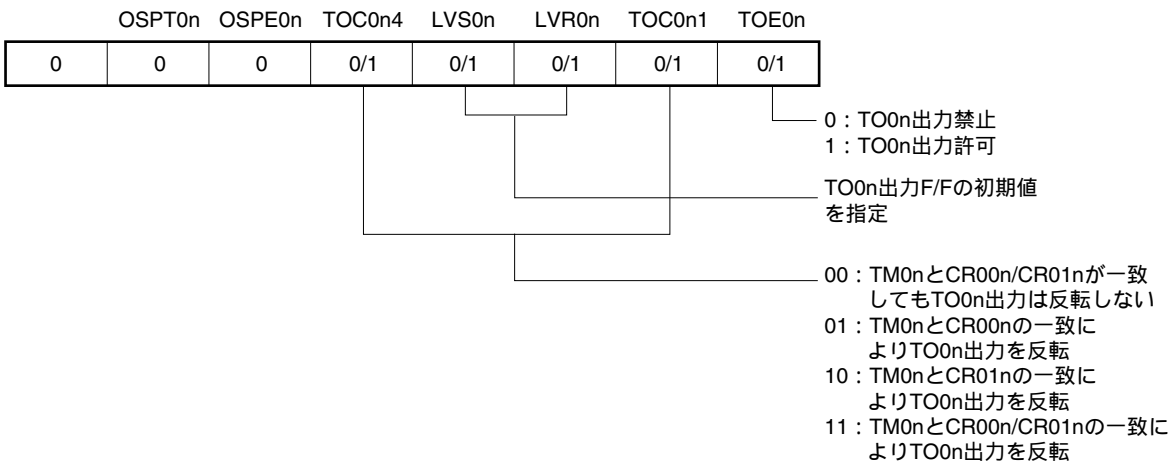 OSPT0n OSPE0n TOC0n4 LVS0n LVR0n TOC0n1 TOE0n
0 0 0 0/1 0/1 0/1 0/1 0/1
0：TO0n出力禁止
1：TO0n出力許可
TO0n出力F/Fの初期値
を指定
00：TM0nとCR00n/CR01nが一致
してもTO0n出力は反転しない
01：TM0nとCR00nの一致に
よりTO0n出力を反転
10：TM0nとCR01nの一致に
よりTO0n出力を反転
11：TM0nとCR00n/CR01nの一致に
よりTO0n出力を反転